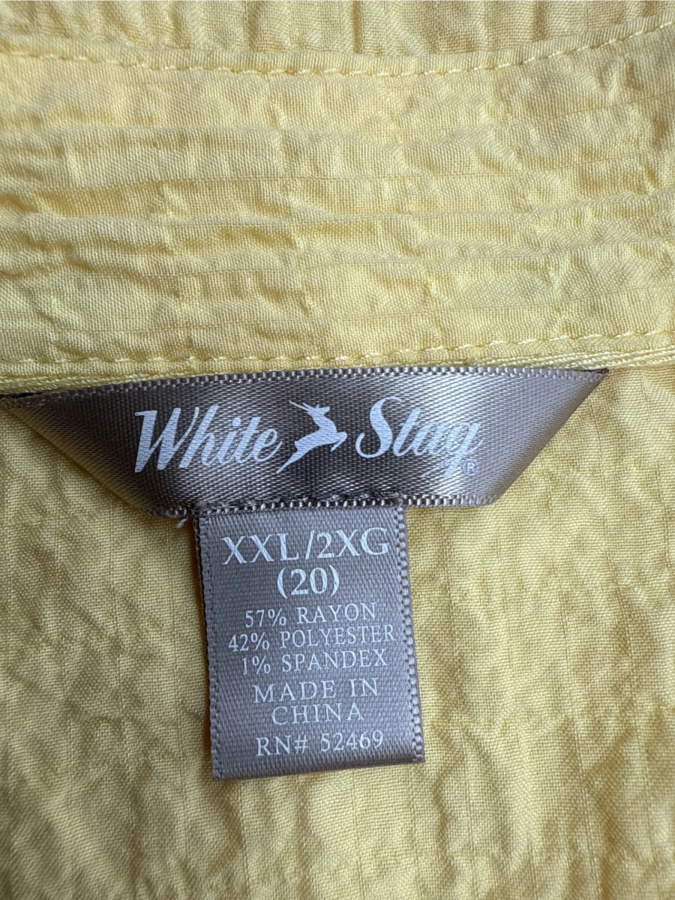 White Stag®
XXL/2XG
(20)
57% RAYON
42% POLYESTER
1% SPANDEX
MADE IN
CHINA
RN# 52469